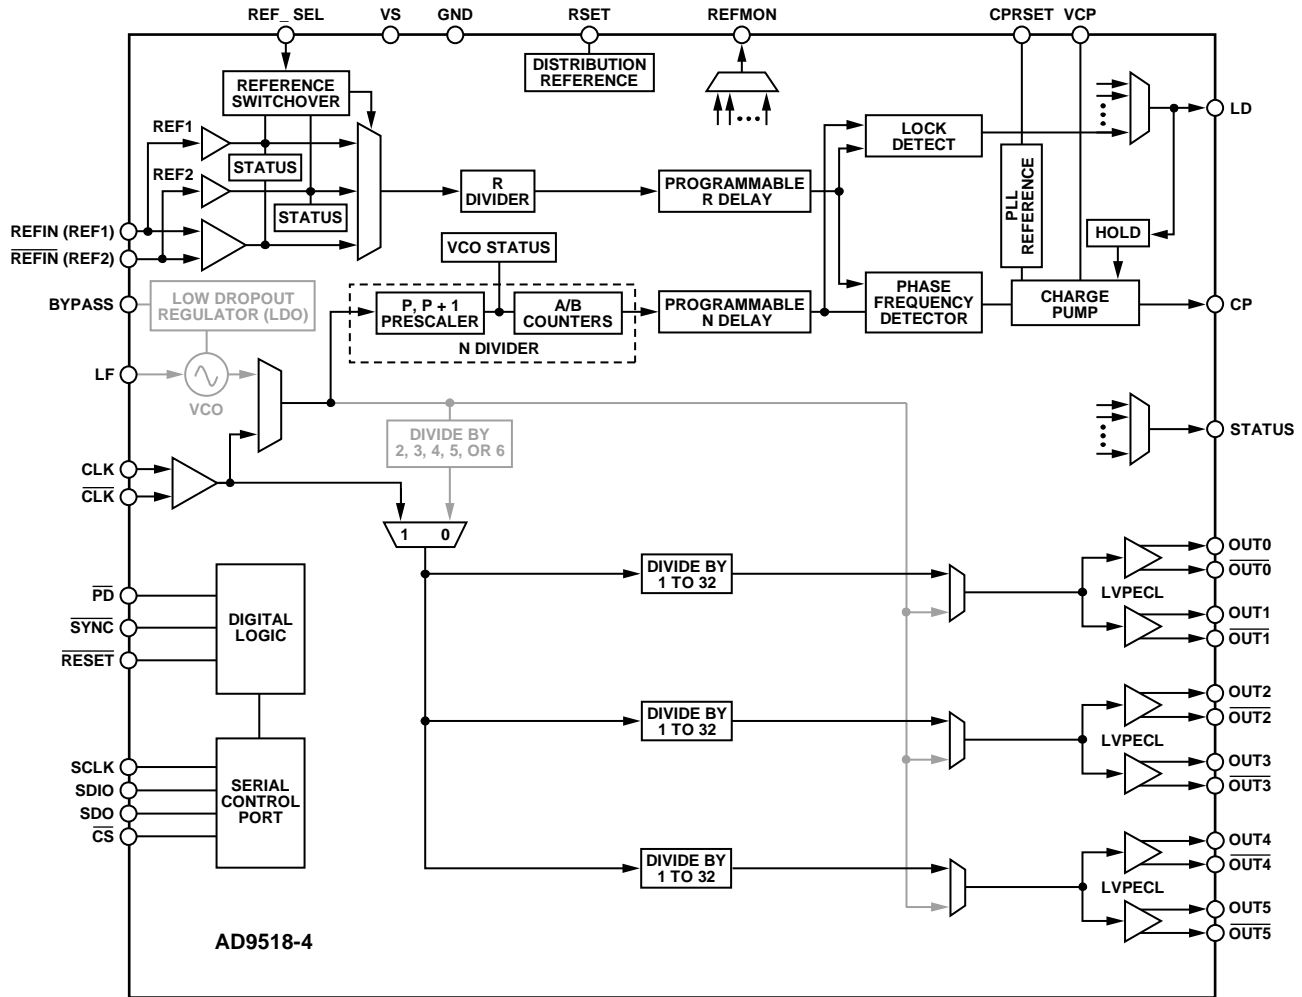 REF_SEL
VS
GND
RSET
REFMON
CPRSET
VCP
DISTRIBUTION
REFERENCE
REFERENCE
SWITCHOVER
REF1
STATUS
REF2
STATUS
R
DIVIDER
PROGRAMMABLE
R DELAY
LOCK
DETECT
PLL
REFERENCE
LD
HOLD
REFIN (REF1)
REFIN (REF2)
BYPASS
LOW DROPOUT
REGULATOR (LDO)
VCO STATUS
P, P + 1
PRESCALER
A/B
COUNTERS
N DIVIDER
PROGRAMMABLE
N DELAY
PHASE
FREQUENCY
DETECTOR
CHARGE
PUMP
CP
LF
VCO
DIVIDE BY
2, 3, 4, 5, OR 6
STATUS
CLK
CLK
1 0
DIVIDE BY
1 TO 32
LVPECL
OUT0
OUT0
OUT1
OUT1
PD
SYNC
RESET
DIGITAL
LOGIC
DIVIDE BY
1 TO 32
LVPECL
OUT2
OUT2
OUT3
OUT3
SCLK
SDIO
SDO
CS
SERIAL
CONTROL
PORT
DIVIDE BY
1 TO 32
LVPECL
OUT4
OUT4
OUT5
OUT5
AD9518-4